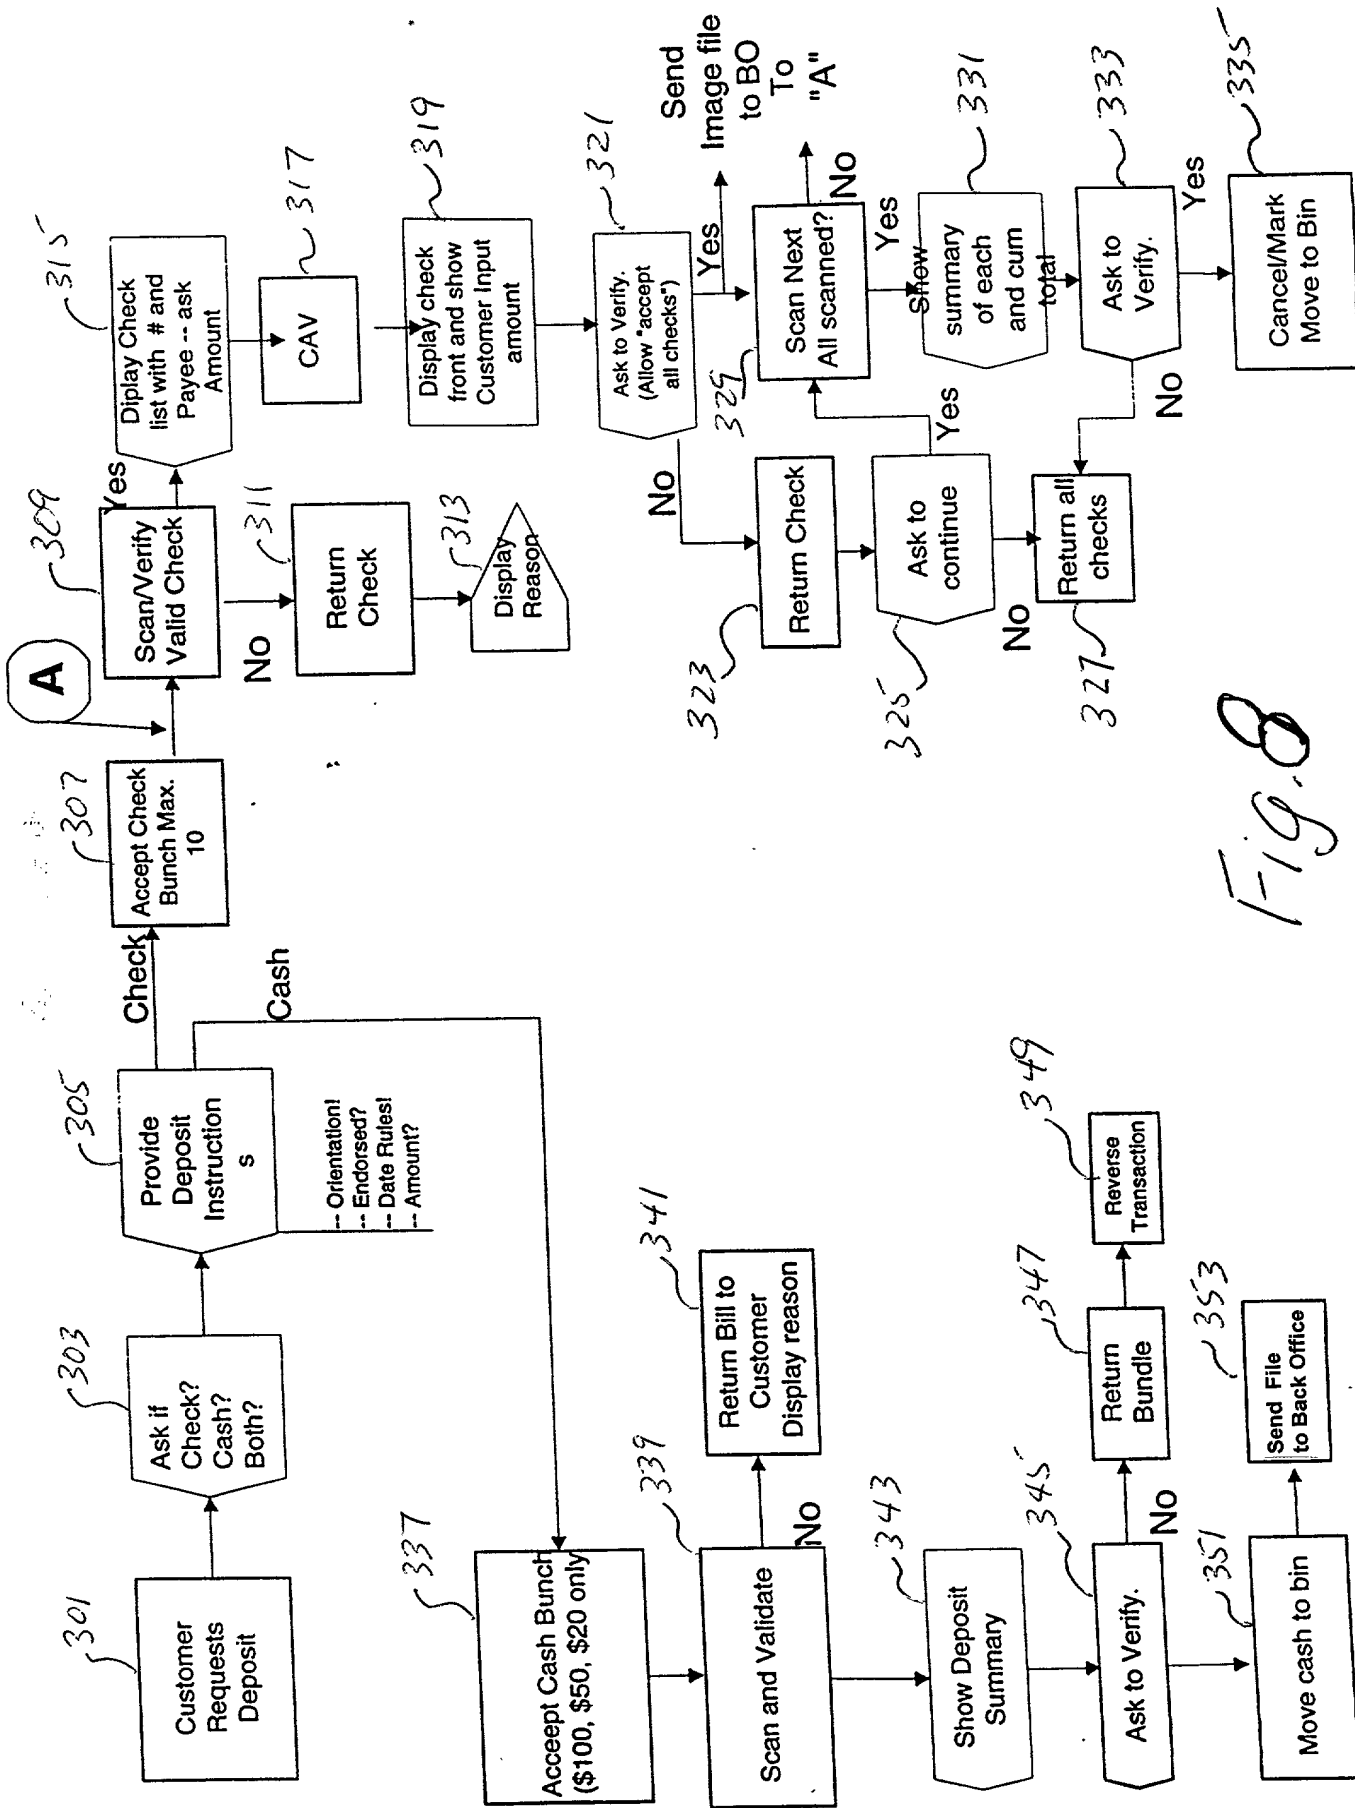 301
Customer
Requests
Deposit
303
Ask if
Check?
Cash?
Both?
305
Provide
Deposit
Instruction
s
-- Orientation!
-- Endorsed?
-- Date Rules!
-- Amount?
Check
Cash
307
Accept Check
Bunch Max.
10
A
309
Scan/Verify
Valid Check
Yes
No
311
Return
Check
313
Display
Reason
315
Diplay Check
list with # and
Payee -- ask
Amount
317
CAV
319
Display check
front and show
Customer Input
amount
321
Ask to Verify.
(Allow "accept
all checks")
Yes
No
Send
Image file
to BO
To
"A"
323
Return Check
325
Ask to
continue
Yes
No
327
Return all
checks
329
Scan Next
All scanned?
No
Yes
331
Show
summary
of each
and cum
total
333
Ask to
Verify.
No
Yes
335
Cancel/Mark
Move to Bin
337
Acceept Cash Bunch
($100, $50, $20 only
339
Scan and Validate
No
341
Return Bill to
Customer
Display reason
343
Show Deposit
Summary
345
Ask to Verify.
No
347
Return
Bundle
349
Reverse
Transaction
351
Move cash to bin
353
Send File
to Back Office
Fig. 8